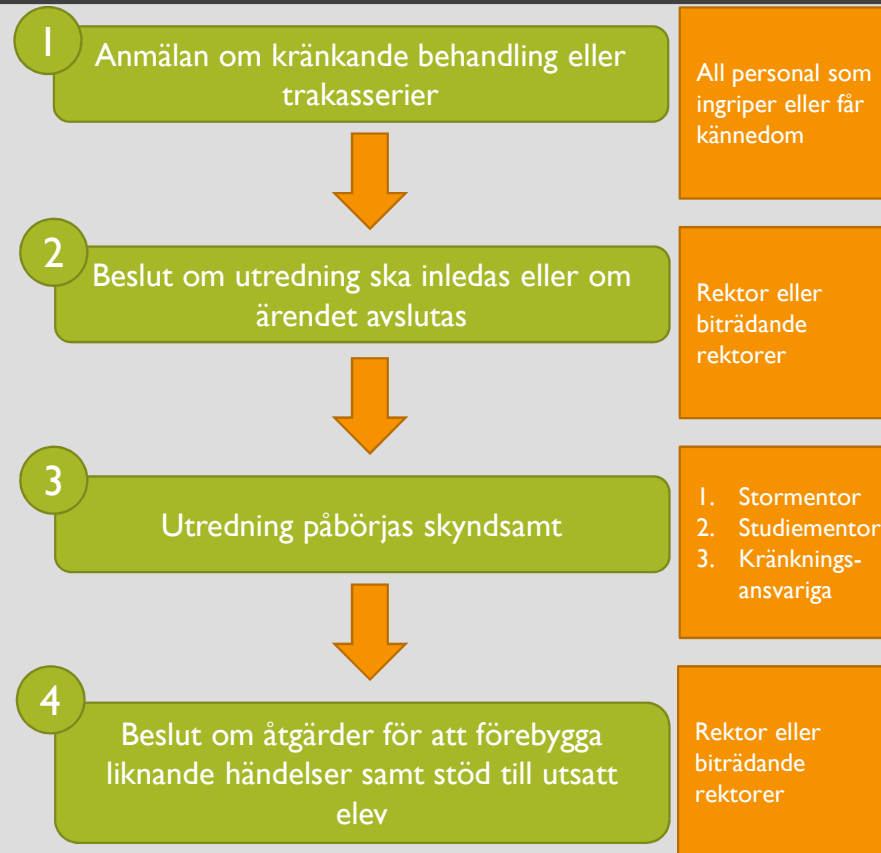 1
Anmälan om kränkande behandling eller
trakasserier
All personal som
ingriper eller får
kännedom
2
Beslut om utredning ska inledas eller om
ärendet avslutas
Rektor eller
biträdande
rektorer
3
Utredning påbörjas skyndsamt
1. Stormentor
2. Studiementor
3. Kränknings-
ansvariga
4
Beslut om åtgärder för att förebygga
liknande händelser samt stöd till utsatt
elev
Rektor eller
biträdande
rektorer